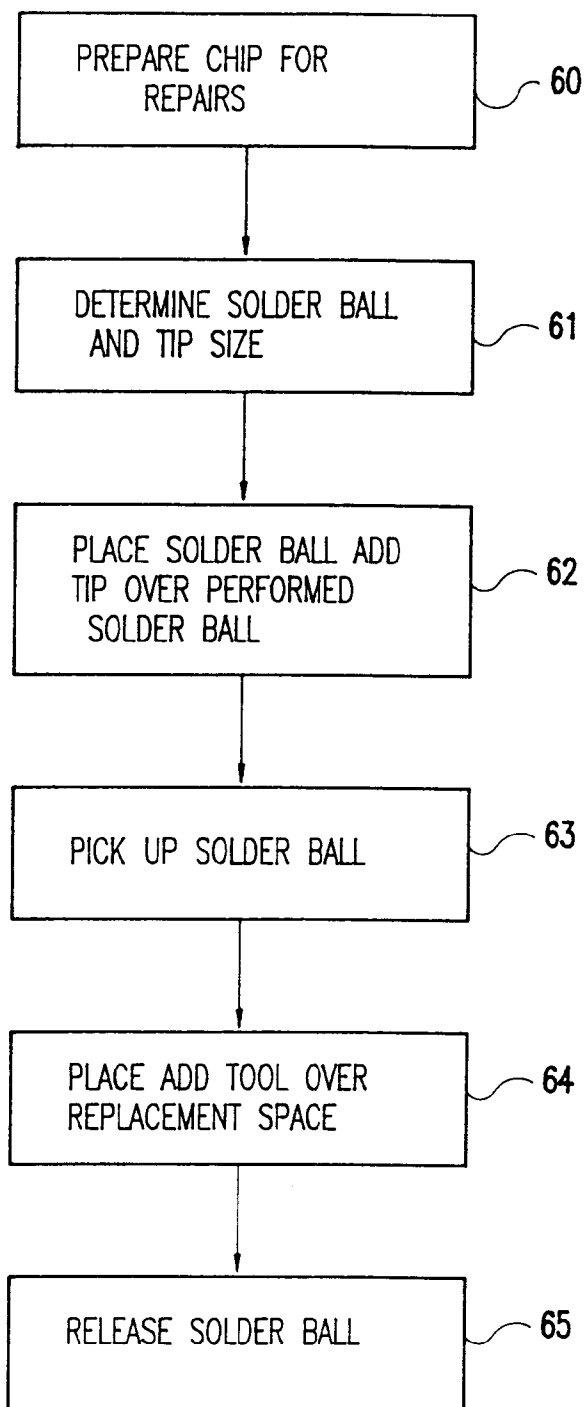 PREPARE CHIP FOR
REPAIRS
60
DETERMINE SOLDER BALL
AND TIP SIZE
61
PLACE SOLDER BALL ADD
TIP OVER PERFORMED
SOLDER BALL
62
PICK UP SOLDER BALL
63
PLACE ADD TOOL OVER
REPLACEMENT SPACE
64
RELEASE SOLDER BALL
65